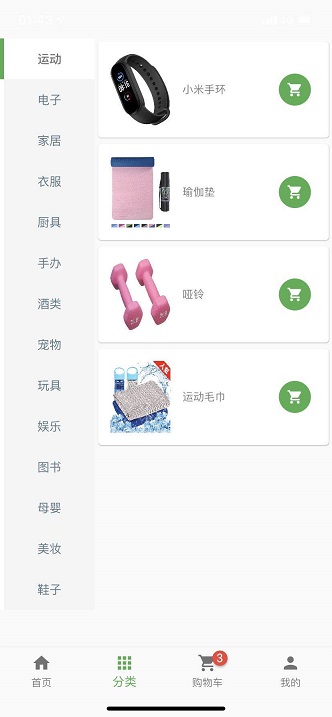 01:43
运动
电子
家居
衣服
厨具
手办
酒类
宠物
玩具
娱乐
图书
母婴
美妆
鞋子
小米手环
瑜伽垫
哑铃
运动毛巾
首页
分类
3
购物车
我的